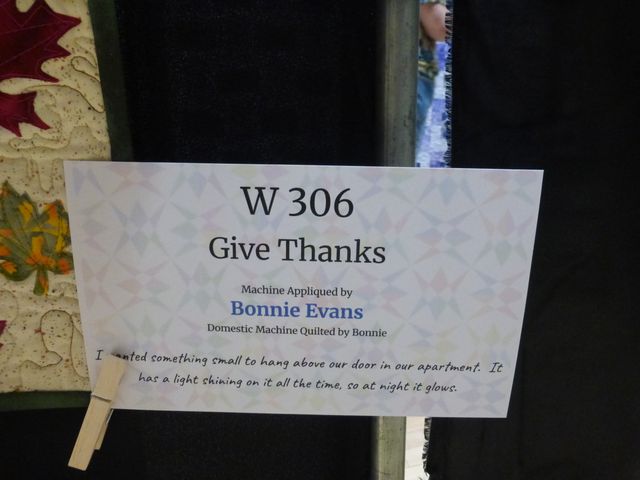 W 306
Give Thanks
Machine Appliqued by
Bonnie Evans
Domestic Machine Quilted by Bonnie
I wanted something small to hang above our door in our apartment. It
has a light shining on it all the time, so at night it glows.